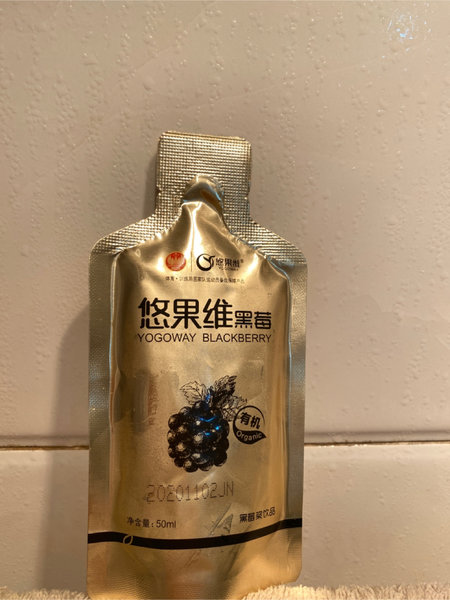 悠果维®
悠果维黑莓
YOGOWAY BLACKBERRY
有机
Organic
20201102JN
净含量:50ml
黑莓浆饮品